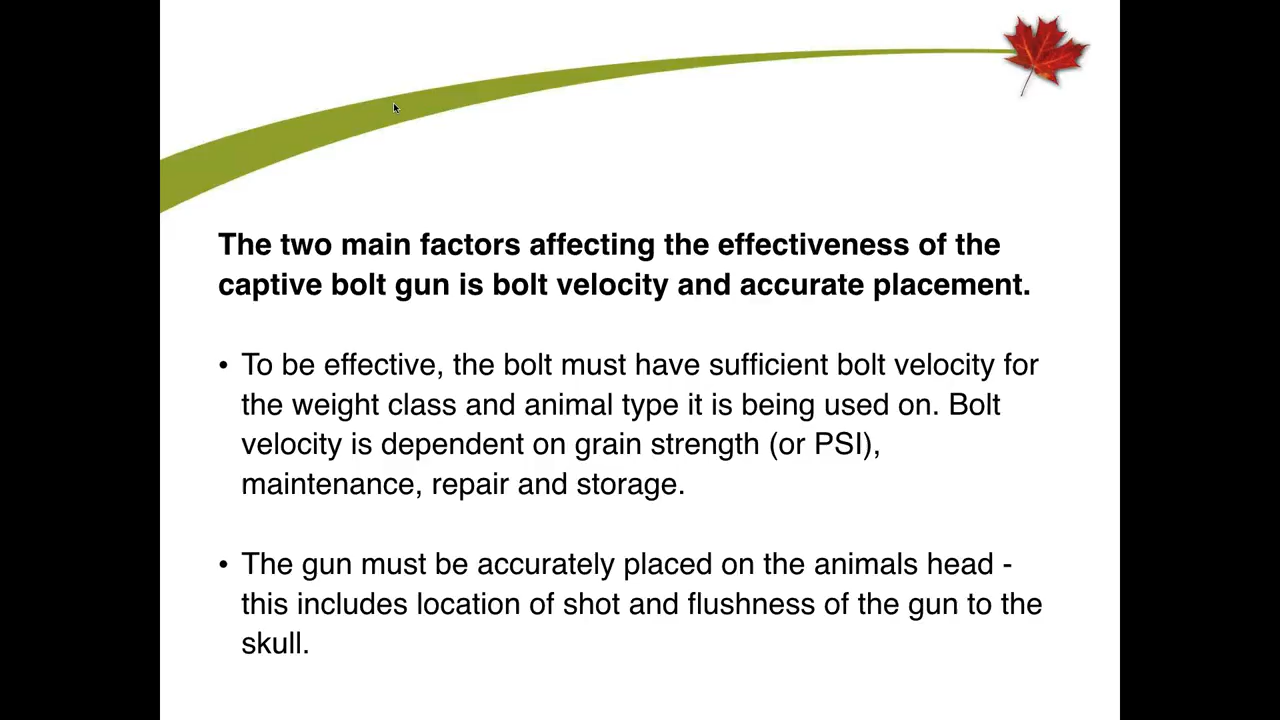 The two main factors affecting the effectiveness of the
captive bolt gun is bolt velocity and accurate placement.
• To be effective, the bolt must have sufficient bolt velocity for
the weight class and animal type it is being used on. Bolt
velocity is dependent on grain strength (or PSI),
maintenance, repair and storage.
• The gun must be accurately placed on the animals head -
this includes location of shot and flushness of the gun to the
skull.